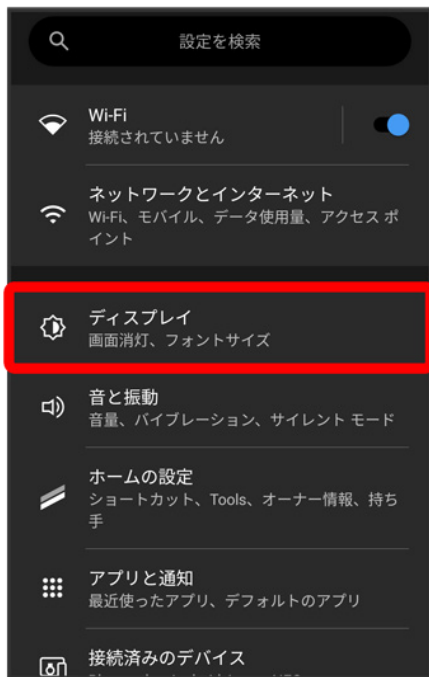 設定を検索
Wi-Fi
接続されていません
ネットワークとインターネット
Wi-Fi、モバイル、データ使用量、アクセス ポ
イント
ディスプレイ
画面消灯、フォントサイズ
音と振動
音量、バイブレーション、サイレント モード
ホームの設定
ショートカット、Tools、オーナー情報、持ち
手
アプリと通知
最近使ったアプリ、デフォルトのアプリ
接続済みのデバイス